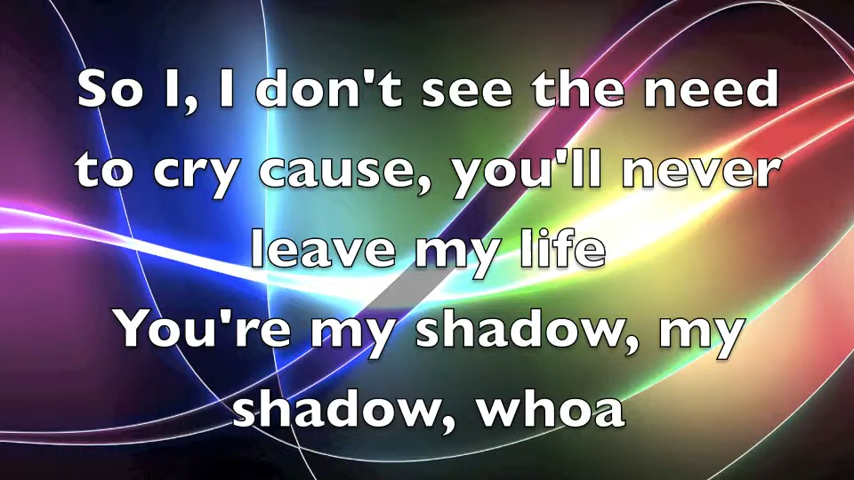 So I, I don't see the need
to cry cause, you'll never
leave my life
You're my shadow, my
shadow, whoa